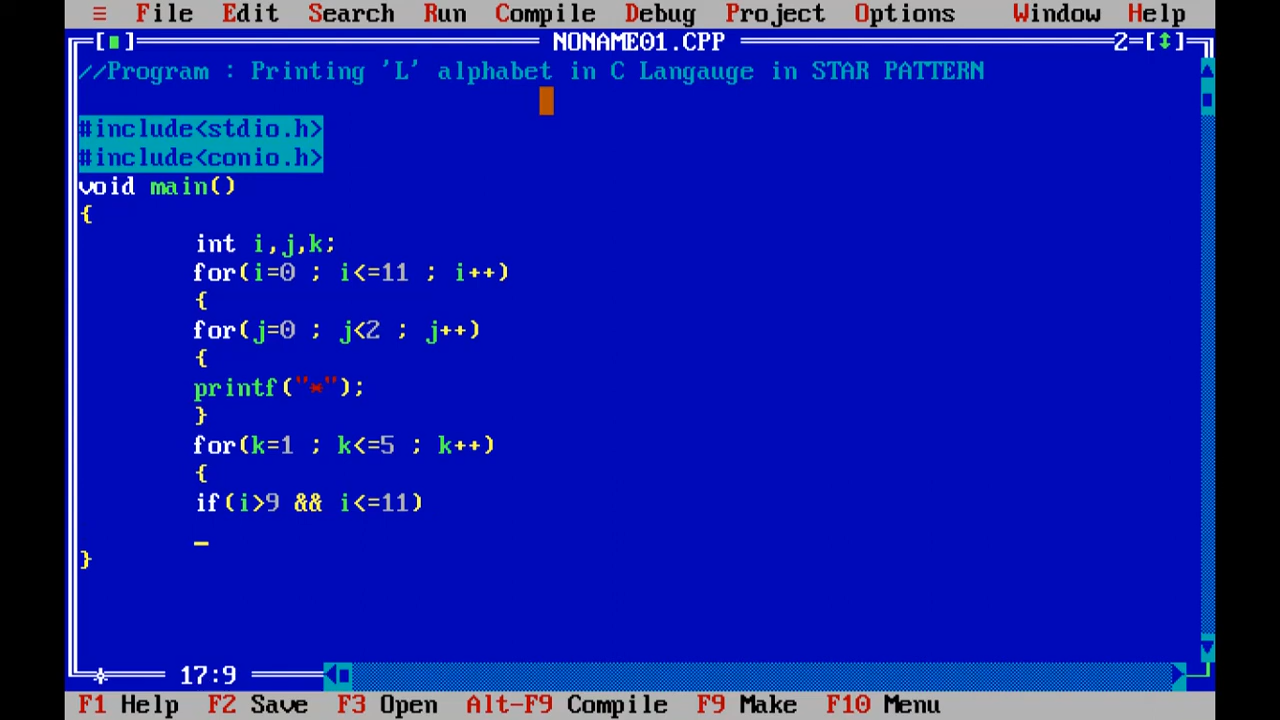 ≡ File Edit Search Run Compile Debug Project Options Window Help
[■] NONAME01.CPP 2=[↕]
//Program : Printing 'L' alphabet in C Langauge in STAR PATTERN
#include<stdio.h>
#include<conio.h>
void main()
{
int i,j,k;
for(i=0 ; i<=11 ; i++)
{
for(j=0 ; j<2 ; j++)
{
printf("*");
}
for(k=1 ; k<=5 ; k++)
{
if(i>9 && i<=11)
_
}
17:9
F1 Help F2 Save F3 Open Alt-F9 Compile F9 Make F10 Menu